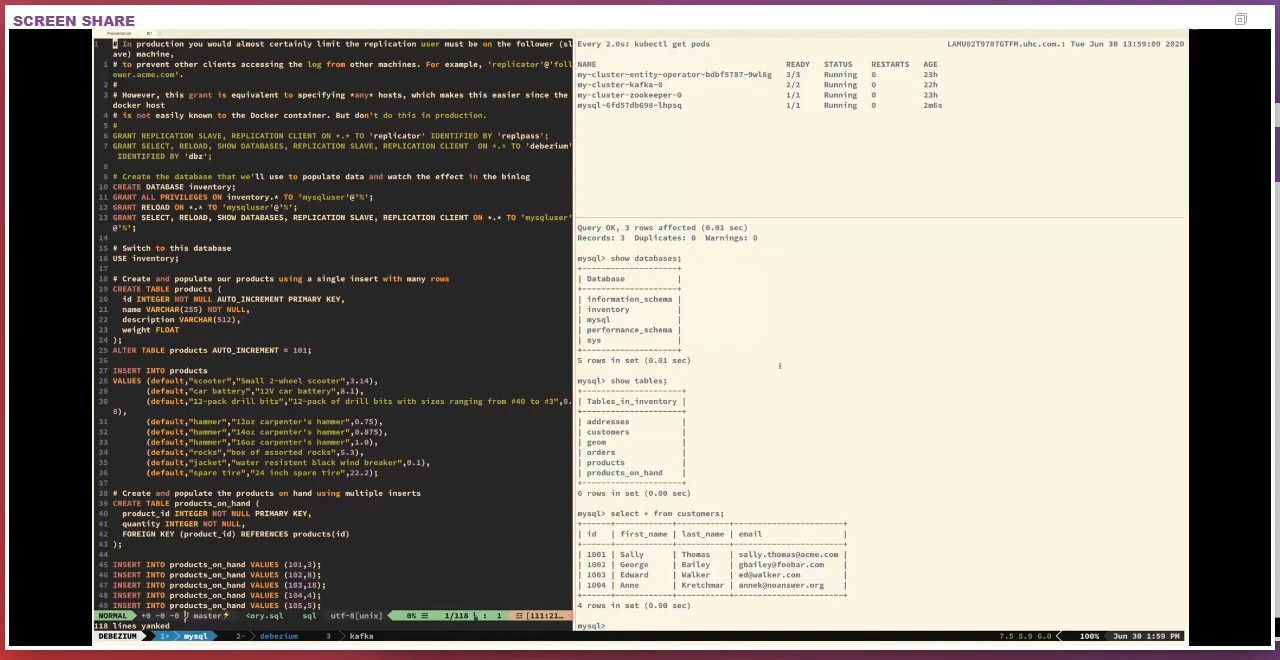 SCREEN SHARE
Presentation
1 # In production you would almost certainly limit the replication user must be on the follower (sl
ave) machine,
1 # to prevent other clients accessing the log from other machines. For example, 'replicator'@'foll
ower.acme.com'.
2 #
3 # However, this grant is equivalent to specifying *any* hosts, which makes this easier since the
docker host
4 # is not easily known to the Docker container. But don't do this in production.
5 #
6 GRANT REPLICATION SLAVE, REPLICATION CLIENT ON *.* TO 'replicator' IDENTIFIED BY 'replpass';
7 GRANT SELECT, RELOAD, SHOW DATABASES, REPLICATION SLAVE, REPLICATION CLIENT  ON *.* TO 'debezium'
IDENTIFIED BY 'dbz';
8
9 # Create the database that we'll use to populate data and watch the effect in the binlog
10 CREATE DATABASE inventory;
11 GRANT ALL PRIVILEGES ON inventory.* TO 'mysqluser'@'%';
12 GRANT RELOAD ON *.* TO 'mysqluser'@'%';
13 GRANT SELECT, RELOAD, SHOW DATABASES, REPLICATION SLAVE, REPLICATION CLIENT ON *.* TO 'mysqluser'
@'%';
14
15 # Switch to this database
16 USE inventory;
17
18 # Create and populate our products using a single insert with many rows
19 CREATE TABLE products (
20   id INTEGER NOT NULL AUTO_INCREMENT PRIMARY KEY,
21   name VARCHAR(255) NOT NULL,
22   description VARCHAR(512),
23   weight FLOAT
24 );
25 ALTER TABLE products AUTO_INCREMENT = 101;
26
27 INSERT INTO products
28 VALUES (default,"scooter","Small 2-wheel scooter",3.14),
29        (default,"car battery","12V car battery",8.1),
30        (default,"12-pack drill bits","12-pack of drill bits with sizes ranging from #40 to #3",0.
8),
31        (default,"hammer","12oz carpenter's hammer",0.75),
32        (default,"hammer","14oz carpenter's hammer",0.875),
33        (default,"hammer","16oz carpenter's hammer",1.0),
34        (default,"rocks","box of assorted rocks",5.3),
35        (default,"jacket","water resistent black wind breaker",0.1),
36        (default,"spare tire","24 inch spare tire",22.2);
37
38 # Create and populate the products on hand using multiple inserts
39 CREATE TABLE products_on_hand (
40   product_id INTEGER NOT NULL PRIMARY KEY,
41   quantity INTEGER NOT NULL,
42   FOREIGN KEY (product_id) REFERENCES products(id)
43 );
44
45 INSERT INTO products_on_hand VALUES (101,3);
46 INSERT INTO products_on_hand VALUES (102,8);
47 INSERT INTO products_on_hand VALUES (103,18);
48 INSERT INTO products_on_hand VALUES (104,4);
49 INSERT INTO products_on_hand VALUES (105,5);
NORMAL +0 ~0 -0 master <ory.sql sql utf-8[unix] 0% 1/118 : 1 [111:21…
118 lines yanked
Every 2.0s: kubectl get pods LAMU02T9707GTFM.uhc.com.: Tue Jun 30 13:59:09 2020
NAME READY STATUS RESTARTS AGE
my-cluster-entity-operator-bdbf5787-9wl8g 3/3 Running 0 23h
my-cluster-kafka-0 2/2 Running 0 22h
my-cluster-zookeeper-0 1/1 Running 0 23h
mysql-6fd57db698-lhpsq 1/1 Running 0 2m6s
Query OK, 3 rows affected (0.01 sec)
Records: 3  Duplicates: 0  Warnings: 0
mysql> show databases;
+--------------------+
| Database           |
+--------------------+
| information_schema |
| inventory          |
| mysql              |
| performance_schema |
| sys                |
+--------------------+
5 rows in set (0.01 sec)
mysql> show tables;
+---------------------+
| Tables_in_inventory |
+---------------------+
| addresses           |
| customers           |
| geom                |
| orders              |
| products            |
| products_on_hand    |
+---------------------+
6 rows in set (0.00 sec)
mysql> select * from customers;
+------+------------+-----------+-----------------------+
| id   | first_name | last_name | email                 |
+------+------------+-----------+-----------------------+
| 1001 | Sally      | Thomas    | sally.thomas@acme.com |
| 1002 | George     | Bailey    | gbailey@foobar.com    |
| 1003 | Edward     | Walker    | ed@walker.com         |
| 1004 | Anne       | Kretchmar | annek@noanswer.org    |
+------+------------+-----------+-----------------------+
4 rows in set (0.00 sec)
mysql>
DEBEZIUM 1* mysql 2- debezium 3 kafka 7.5 5.9 6.0 100% Jun 30 1:59 PM